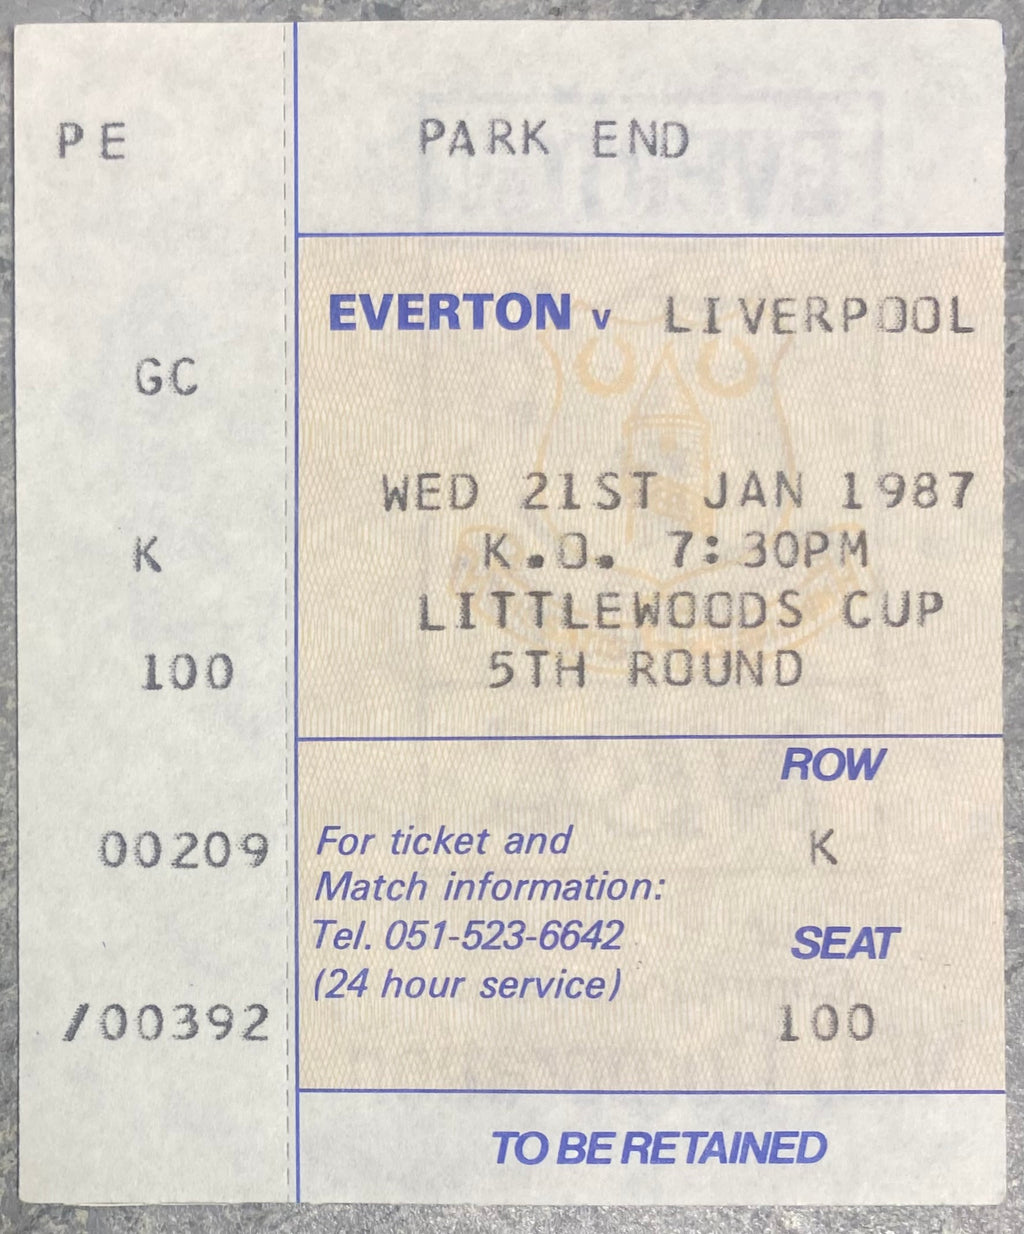 PE
GC
K
100
00209
/00392
PARK END
EVERTON v LIVERPOOL
WED 21ST JAN 1987
K.O. 7:30PM
LITTLEWOODS CUP
5TH ROUND
For ticket and
Match information:
Tel. 051-523-6642
(24 hour service)
ROW
K
SEAT
100
TO BE RETAINED